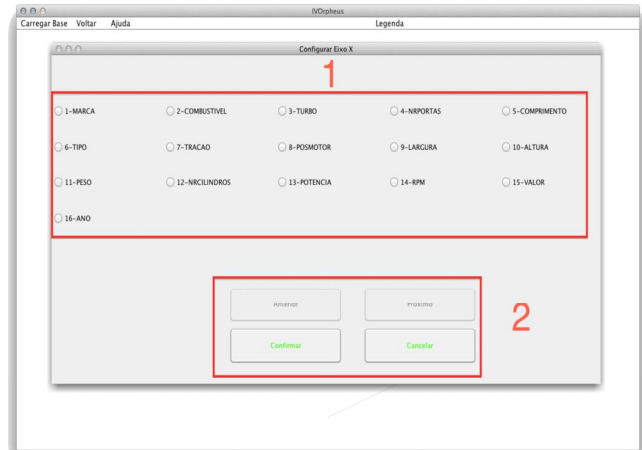 IVOrpheus
Carregar Base Voltar Ajuda Legenda
Configurar Eixo X
1
1-MARCA 2-COMBUSTIVEL 3-TURBO 4-NRPORTAS 5-COMPRIMENTO
6-TIPO 7-TRACAO 8-POSMOTOR 9-LARGURA 10-ALTURA
11-PESO 12-NRCILINDROS 13-POTENCIA 14-RPM 15-VALOR
16-ANO
Anterior Proximo
2
Confirmar Cancelar